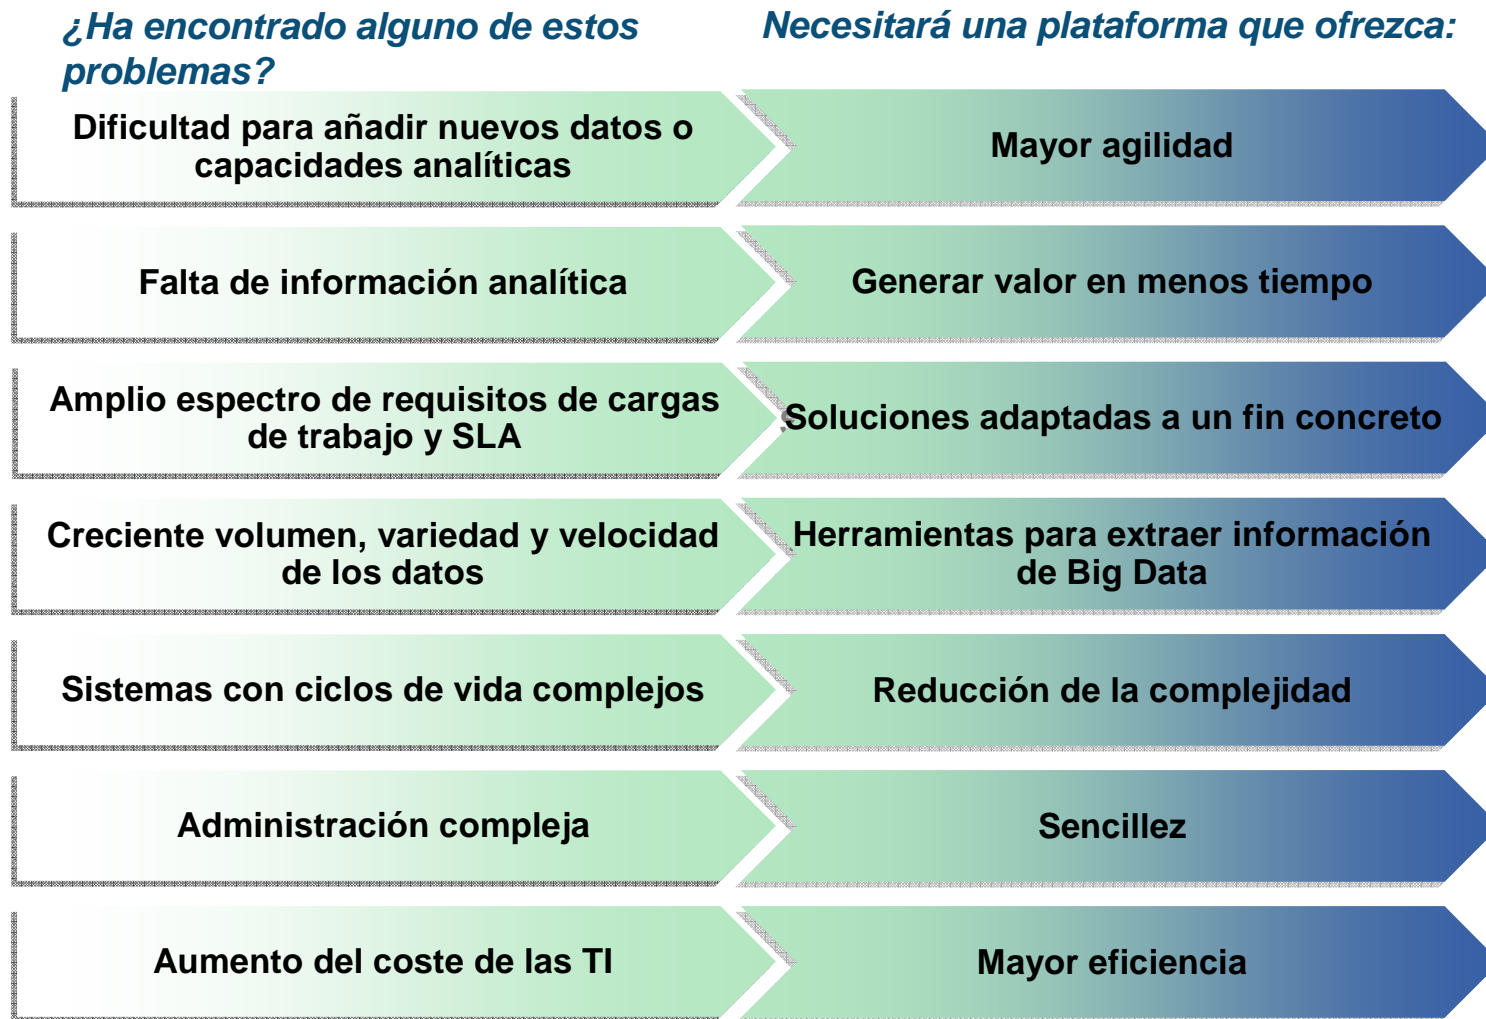 ¿Ha encontrado alguno de estos
problemas?
Necesitará una plataforma que ofrezca:
Dificultad para añadir nuevos datos o
capacidades analíticas
Mayor agilidad
Falta de información analítica
Generar valor en menos tiempo
Amplio espectro de requisitos de cargas
de trabajo y SLA
Soluciones adaptadas a un fin concreto
Creciente volumen, variedad y velocidad
de los datos
Herramientas para extraer información
de Big Data
Sistemas con ciclos de vida complejos
Reducción de la complejidad
Administración compleja
Sencillez
Aumento del coste de las TI
Mayor eficiencia